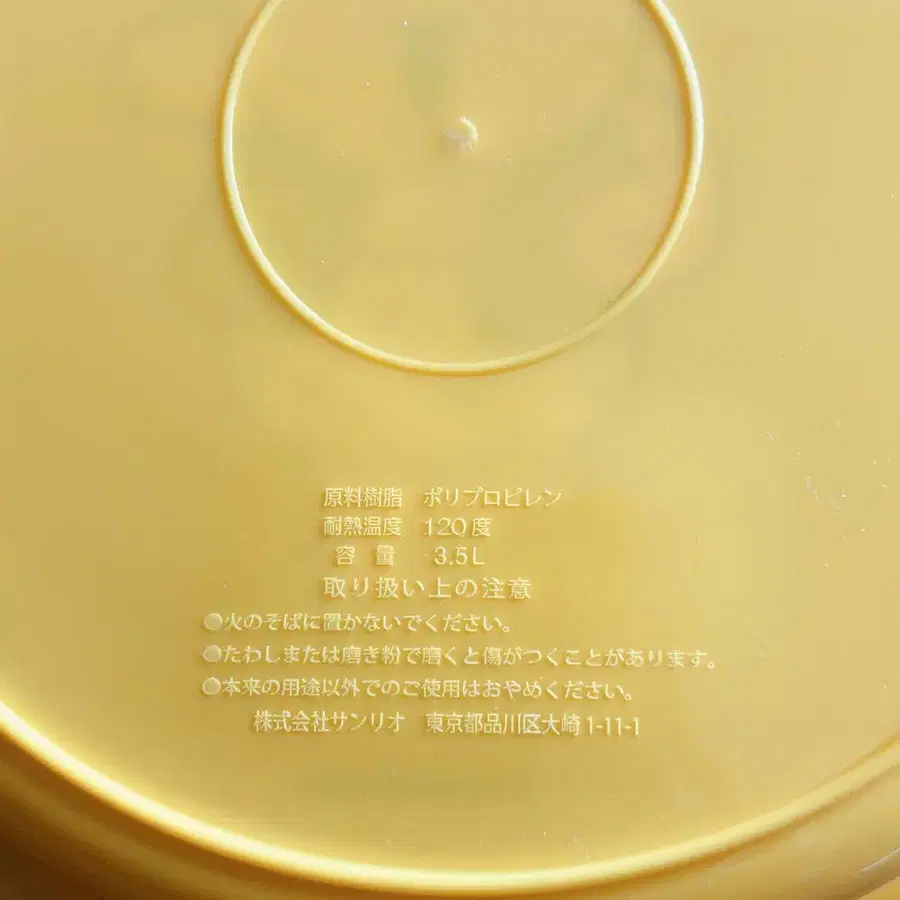 原料樹脂 ポリプロピレン
耐熱温度 120度
容量 3.5L
取り扱い上の注意
●火のそばに置かないでください。
●たわしまたは磨き粉で磨くと傷がつくことがあります。
●本来の用途以外でのご使用はおやめください。
株式会社サンリオ 東京都品川区大崎1-11-1